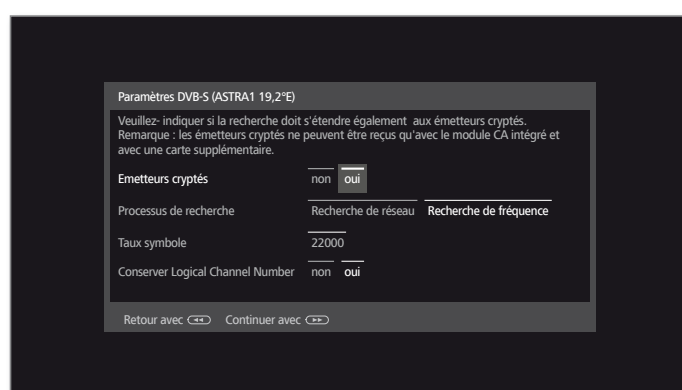 Paramètres DVB-S (ASTRA1 19,2°E)
Veuillez- indiquer si la recherche doit s'étendre également aux émetteurs cryptés.
Remarque : les émetteurs cryptés ne peuvent être reçus qu'avec le module CA intégré et
avec une carte supplémentaire.
Emetteurs cryptés non oui
Processus de recherche Recherche de réseau Recherche de fréquence
Taux symbole 22000
Conserver Logical Channel Number non oui
Retour avec Continuer avec